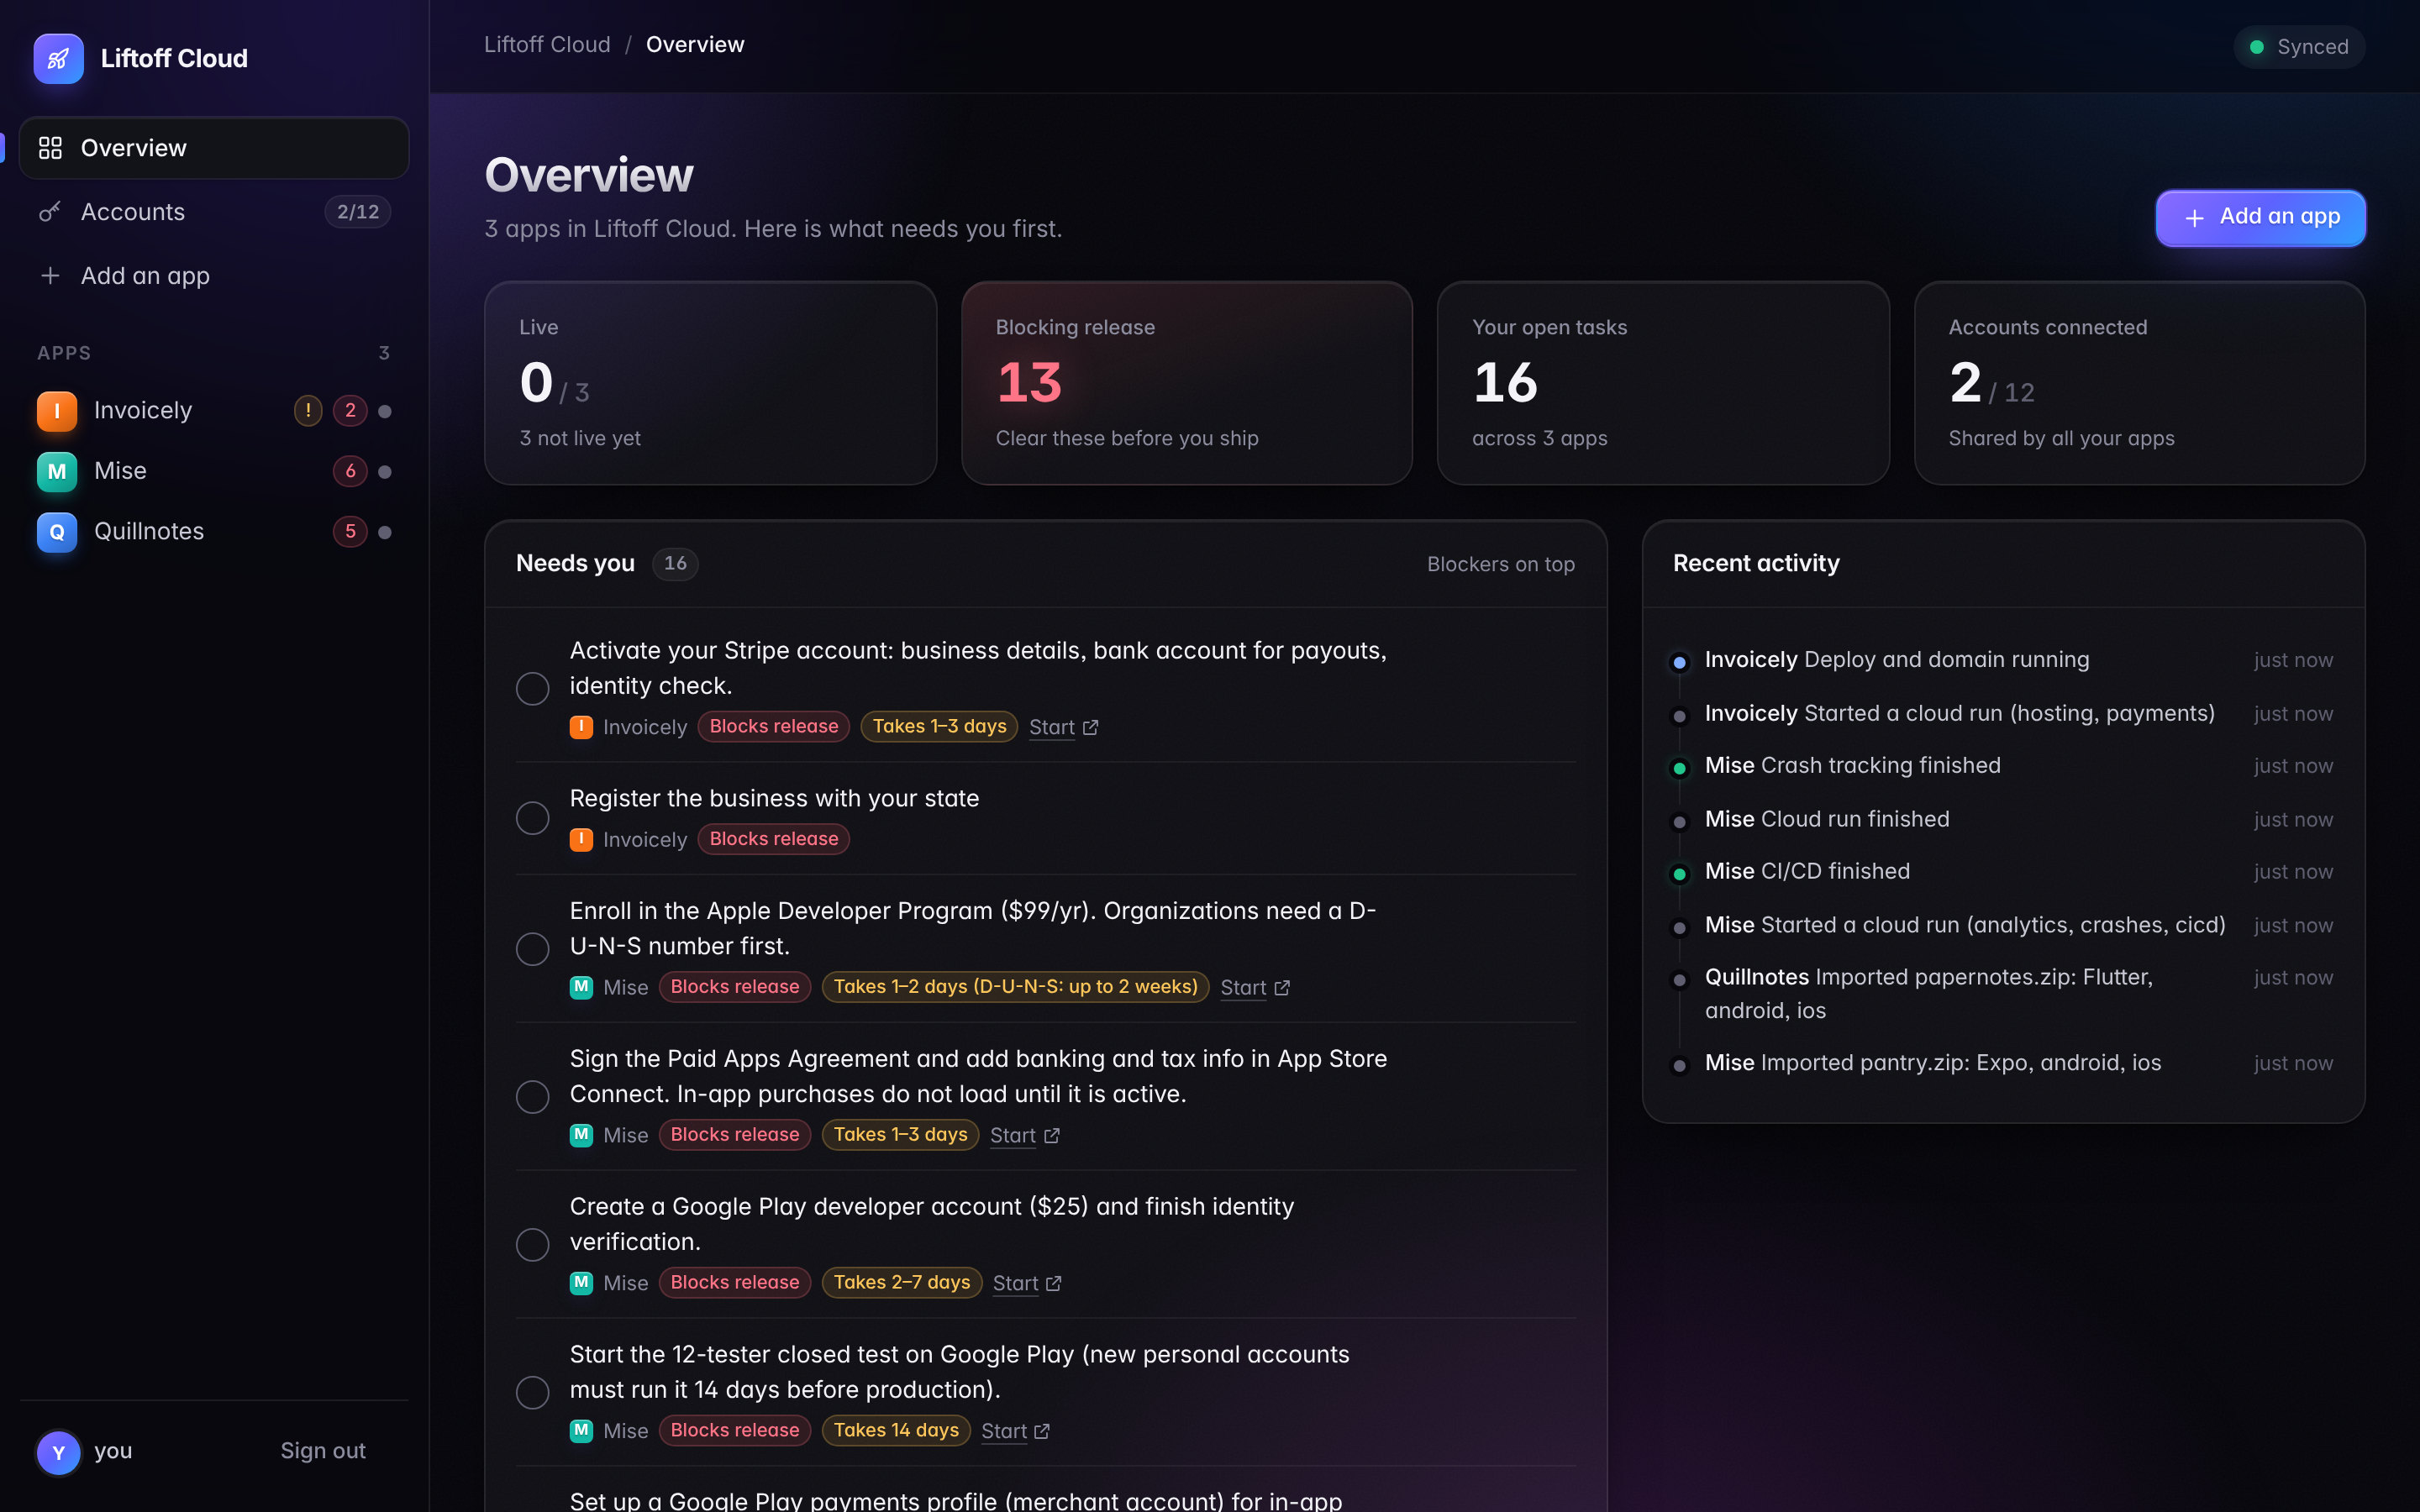 Liftoff Cloud
Overview
Accounts 2/12
Add an app
APPS 3
I Invoicely ! 2
M Mise 6
Q Quillnotes 5
Y you Sign out
Liftoff Cloud / Overview
Synced
Overview
3 apps in Liftoff Cloud. Here is what needs you first.
Add an app
Live
0 / 3
3 not live yet
Blocking release
13
Clear these before you ship
Your open tasks
16
across 3 apps
Accounts connected
2 / 12
Shared by all your apps
Needs you 16 Blockers on top
Activate your Stripe account: business details, bank account for payouts,
identity check.
I Invoicely Blocks release Takes 1–3 days Start
Register the business with your state
I Invoicely Blocks release
Enroll in the Apple Developer Program ($99/yr). Organizations need a D-
U-N-S number first.
M Mise Blocks release Takes 1–2 days (D-U-N-S: up to 2 weeks) Start
Sign the Paid Apps Agreement and add banking and tax info in App Store
Connect. In-app purchases do not load until it is active.
M Mise Blocks release Takes 1–3 days Start
Create a Google Play developer account ($25) and finish identity
verification.
M Mise Blocks release Takes 2–7 days Start
Start the 12-tester closed test on Google Play (new personal accounts
must run it 14 days before production).
M Mise Blocks release Takes 14 days Start
Set up a Google Play payments profile (merchant account) for in-app
Recent activity
Invoicely Deploy and domain running just now
Invoicely Started a cloud run (hosting, payments) just now
Mise Crash tracking finished just now
Mise Cloud run finished just now
Mise CI/CD finished just now
Mise Started a cloud run (analytics, crashes, cicd) just now
Quillnotes Imported papernotes.zip: Flutter, just now
android, ios
Mise Imported pantry.zip: Expo, android, ios just now